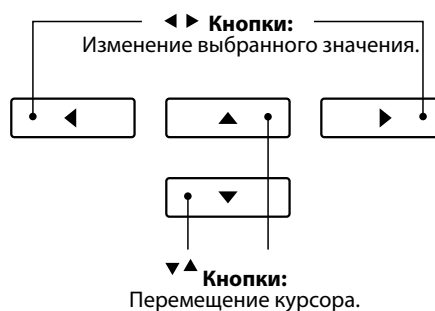 ◀ ▶ Кнопки:
Изменение выбранного значения.
▼▲ Кнопки:
Перемещение курсора.